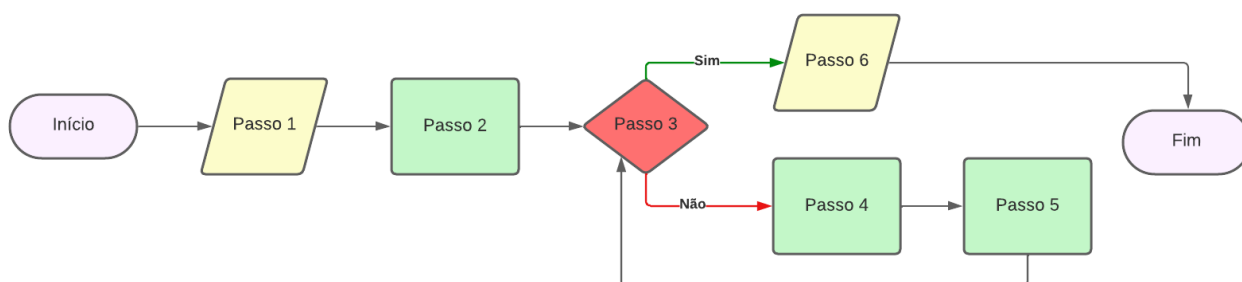 Início
Passo 1
Passo 2
Passo 3
Sim
Passo 6
Fim
Não
Passo 4
Passo 5